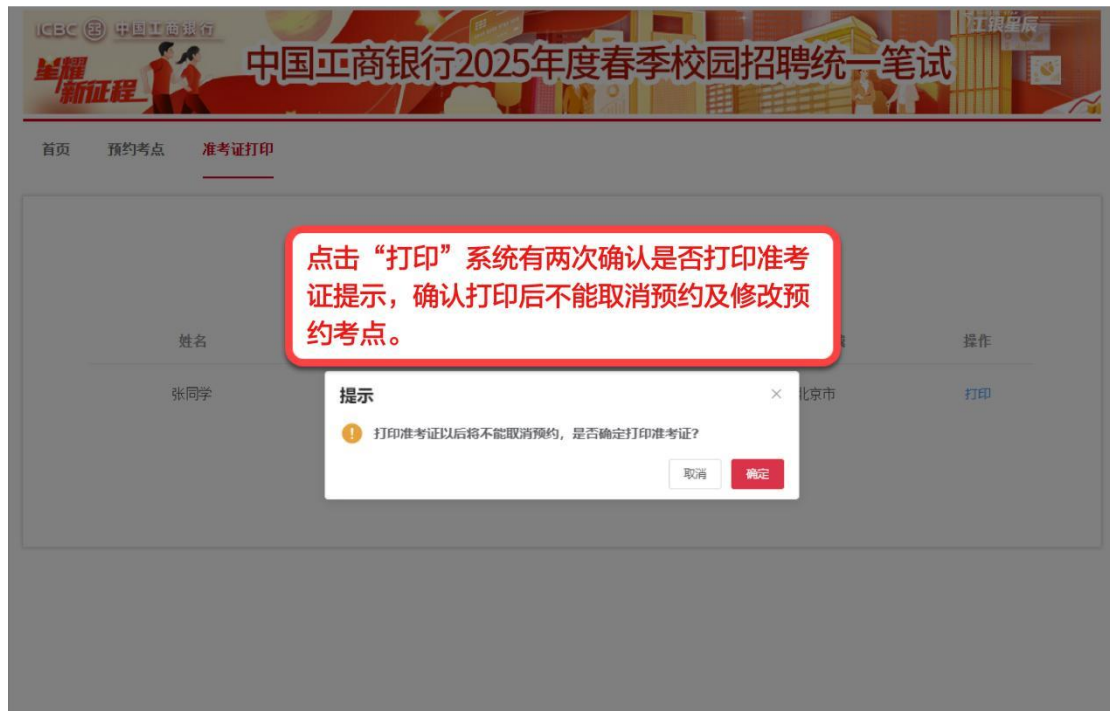 ICBC 中国工商银行
工银星辰
星耀
新征程
中国工商银行2025年度春季校园招聘统一笔试
首页 预约考点 准考证打印
点击“打印”系统有两次确认是否打印准考
证提示，确认打印后不能取消预约及修改预
约考点。
姓名 操作
张同学 北京市 打印
提示
打印准考证以后将不能取消预约，是否确定打印准考证?
取消 确定